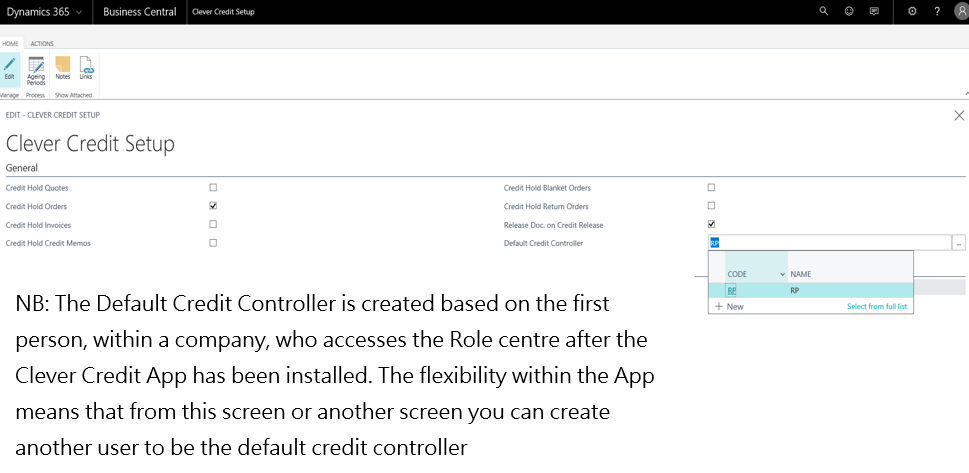 Dynamics 365 Business Central Clever Credit Setup ?
HOME ACTIONS
Edit Ageing Periods Notes Links
Manage Process Show Attached
EDIT - CLEVER CREDIT SETUP
Clever Credit Setup
General
Credit Hold Quotes Credit Hold Blanket Orders
Credit Hold Orders Credit Hold Return Orders
Credit Hold Invoices Release Doc. on Credit Release
Credit Hold Credit Memos Default Credit Controller RP ...
CODE NAME
RP RP
+ New Select from full list
NB: The Default Credit Controller is created based on the first
person, within a company, who accesses the Role centre after the
Clever Credit App has been installed. The flexibility within the App
means that from this screen or another screen you can create
another user to be the default credit controller